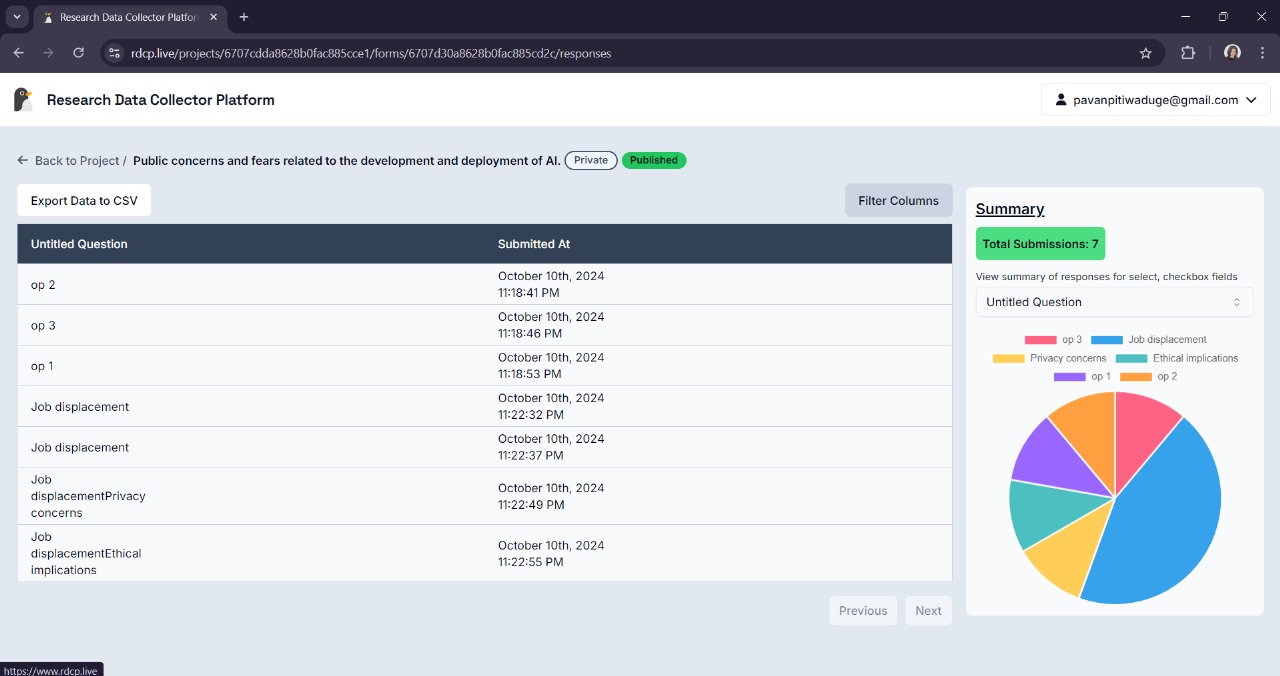 Research Data Collector Platfor
rdcp.live/projects/6707cdda8628b0fac885cce1/forms/6707d30a8628b0fac885cd2c/responses
Research Data Collector Platform
pavanpitiwaduge@gmail.com
Back to Project / Public concerns and fears related to the development and deployment of AI. Private Published
Export Data to CSV
Filter Columns
Untitled Question Submitted At
op 2
October 10th, 2024
11:18:41 PM
op 3
October 10th, 2024
11:18:46 PM
op 1
October 10th, 2024
11:18:53 PM
Job displacement
October 10th, 2024
11:22:32 PM
Job displacement
October 10th, 2024
11:22:37 PM
Job
displacementPrivacy
concerns
October 10th, 2024
11:22:49 PM
Job
displacementEthical
implications
October 10th, 2024
11:22:55 PM
Previous Next
Summary
Total Submissions: 7
View summary of responses for select, checkbox fields
Untitled Question
op 3 Job displacement
Privacy concerns Ethical implications
op 1 op 2
https://www.rdcp.live